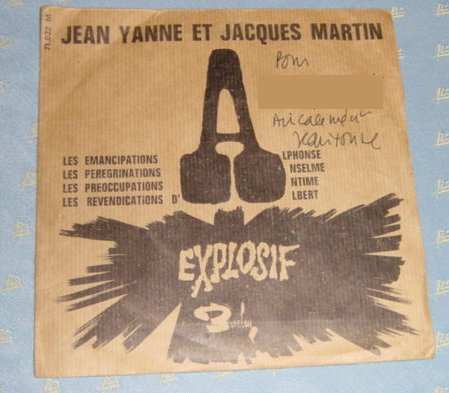 71.022 M
JEAN YANNE ET JACQUES MARTIN
Pour
Amicalement
LES EMANCIPATIONS
LES PEREGRINATIONS
LES PREOCCUPATIONS
LES REVENDICATIONS D'
A
LPHONSE
NSELME
NTIME
LBERT
EXPLOSIF